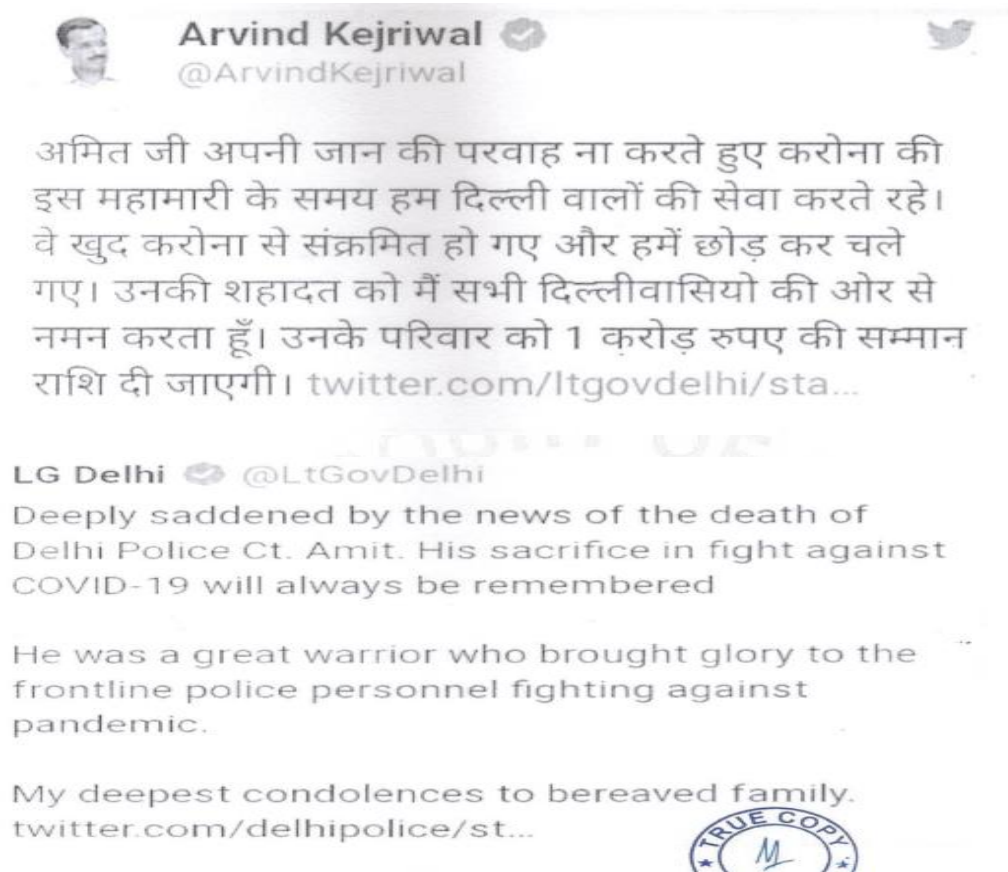 Arvind Kejriwal
@ArvindKejriwal
अमित जी अपनी जान की परवाह ना करते हुए करोना की
इस महामारी के समय हम दिल्ली वालों की सेवा करते रहे।
वे खुद करोना से संक्रमित हो गए और हमें छोड़ कर चले
गए। उनकी शहादत को मैं सभी दिल्लीवासियो की ओर से
नमन करता हूँ। उनके परिवार को 1 करोड़ रुपए की सम्मान
राशि दी जाएगी। twitter.com/ltgovdelhi/sta...
LG Delhi @LtGovDelhi
Deeply saddened by the news of the death of
Delhi Police Ct. Amit. His sacrifice in fight against
COVID-19 will always be remembered
He was a great warrior who brought glory to the
frontline police personnel fighting against
pandemic.
My deepest condolences to bereaved family.
twitter.com/delhipolice/st...
TRUE COPY